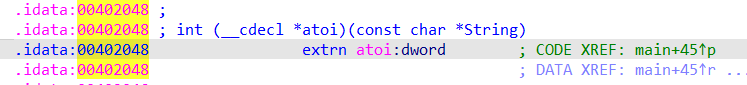 .idata:00402048 ;
.idata:00402048 ; int (__cdecl *atoi)(const char *String)
.idata:00402048 extrn atoi:dword ; CODE XREF: main+45↑p
.idata:00402048 ; DATA XREF: main+45↑r ...